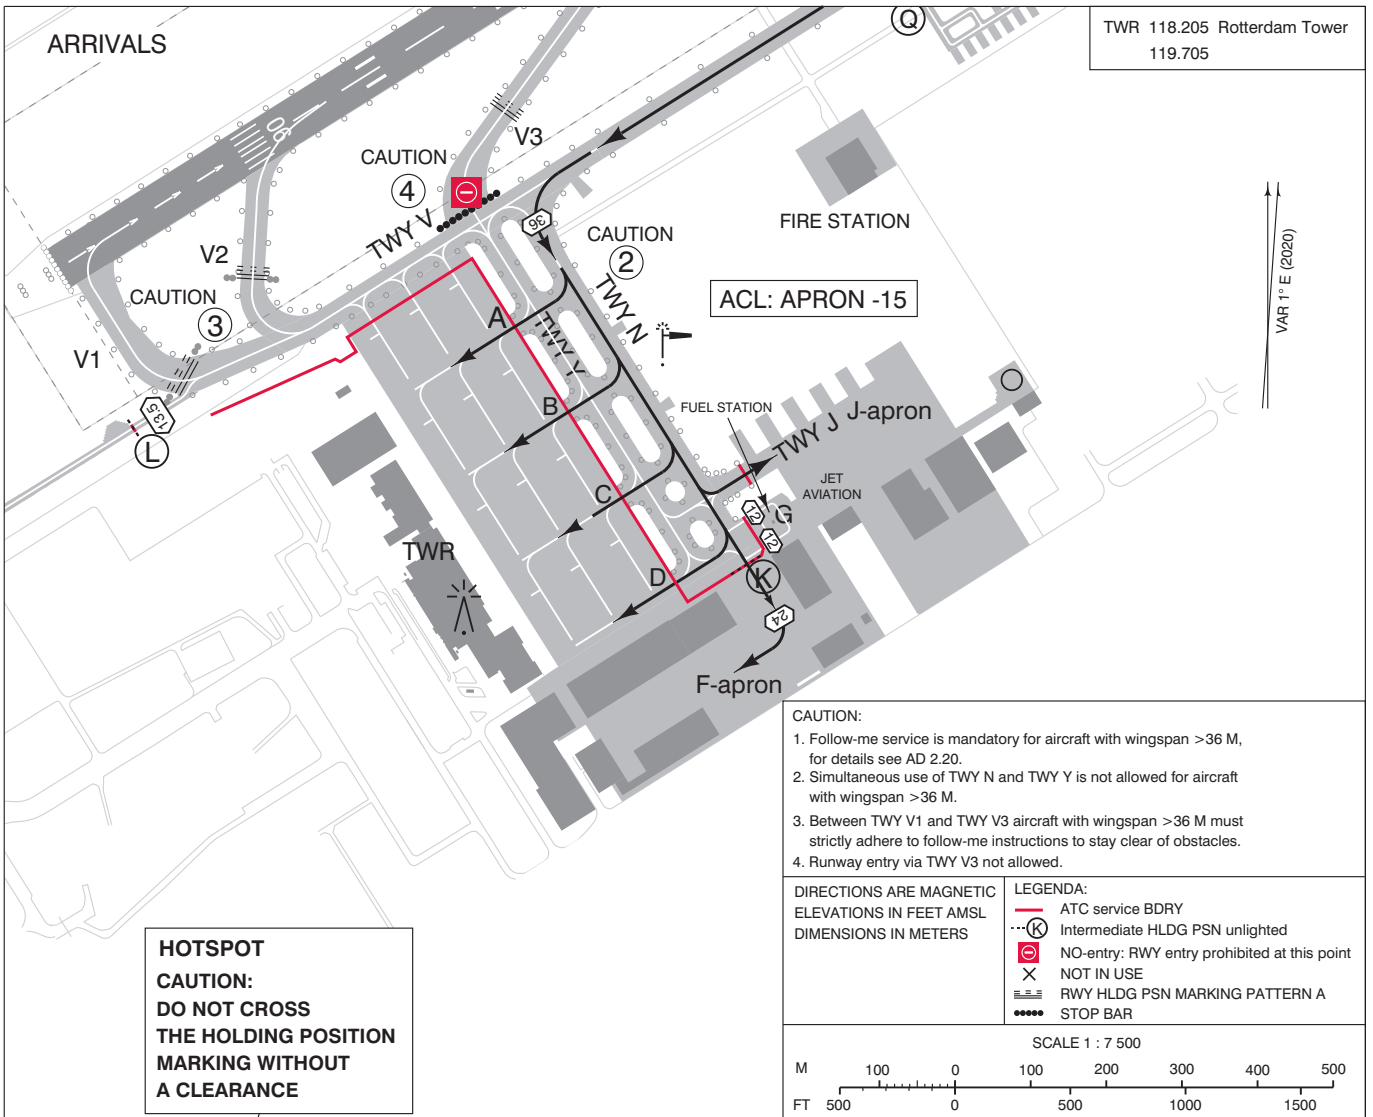 ARRIVALS
Q
TWR 118.205 Rotterdam Tower
119.705
06
V3
CAUTION
4
TWY V
36
CAUTION
2
TWY N
FIRE STATION
VAR 1° E (2020)
V2
CAUTION
3
V1
ACL: APRON -15
A
TWY Y
13.5
L
B
FUEL STATION
TWY J
J-apron
C
JET
AVIATION
12
G
12
TWR
D
K
24
F-apron
CAUTION:
1. Follow-me service is mandatory for aircraft with wingspan >36 M,
for details see AD 2.20.
2. Simultaneous use of TWY N and TWY Y is not allowed for aircraft
with wingspan >36 M.
3. Between TWY V1 and TWY V3 aircraft with wingspan >36 M must
strictly adhere to follow-me instructions to stay clear of obstacles.
4. Runway entry via TWY V3 not allowed.
DIRECTIONS ARE MAGNETIC
ELEVATIONS IN FEET AMSL
DIMENSIONS IN METERS
LEGENDA:
ATC service BDRY
K Intermediate HLDG PSN unlighted
NO-entry: RWY entry prohibited at this point
NOT IN USE
RWY HLDG PSN MARKING PATTERN A
STOP BAR
HOTSPOT
CAUTION:
DO NOT CROSS
THE HOLDING POSITION
MARKING WITHOUT
A CLEARANCE
SCALE 1 : 7 500
M 100 0 100 200 300 400 500
FT 500 0 500 1000 1500